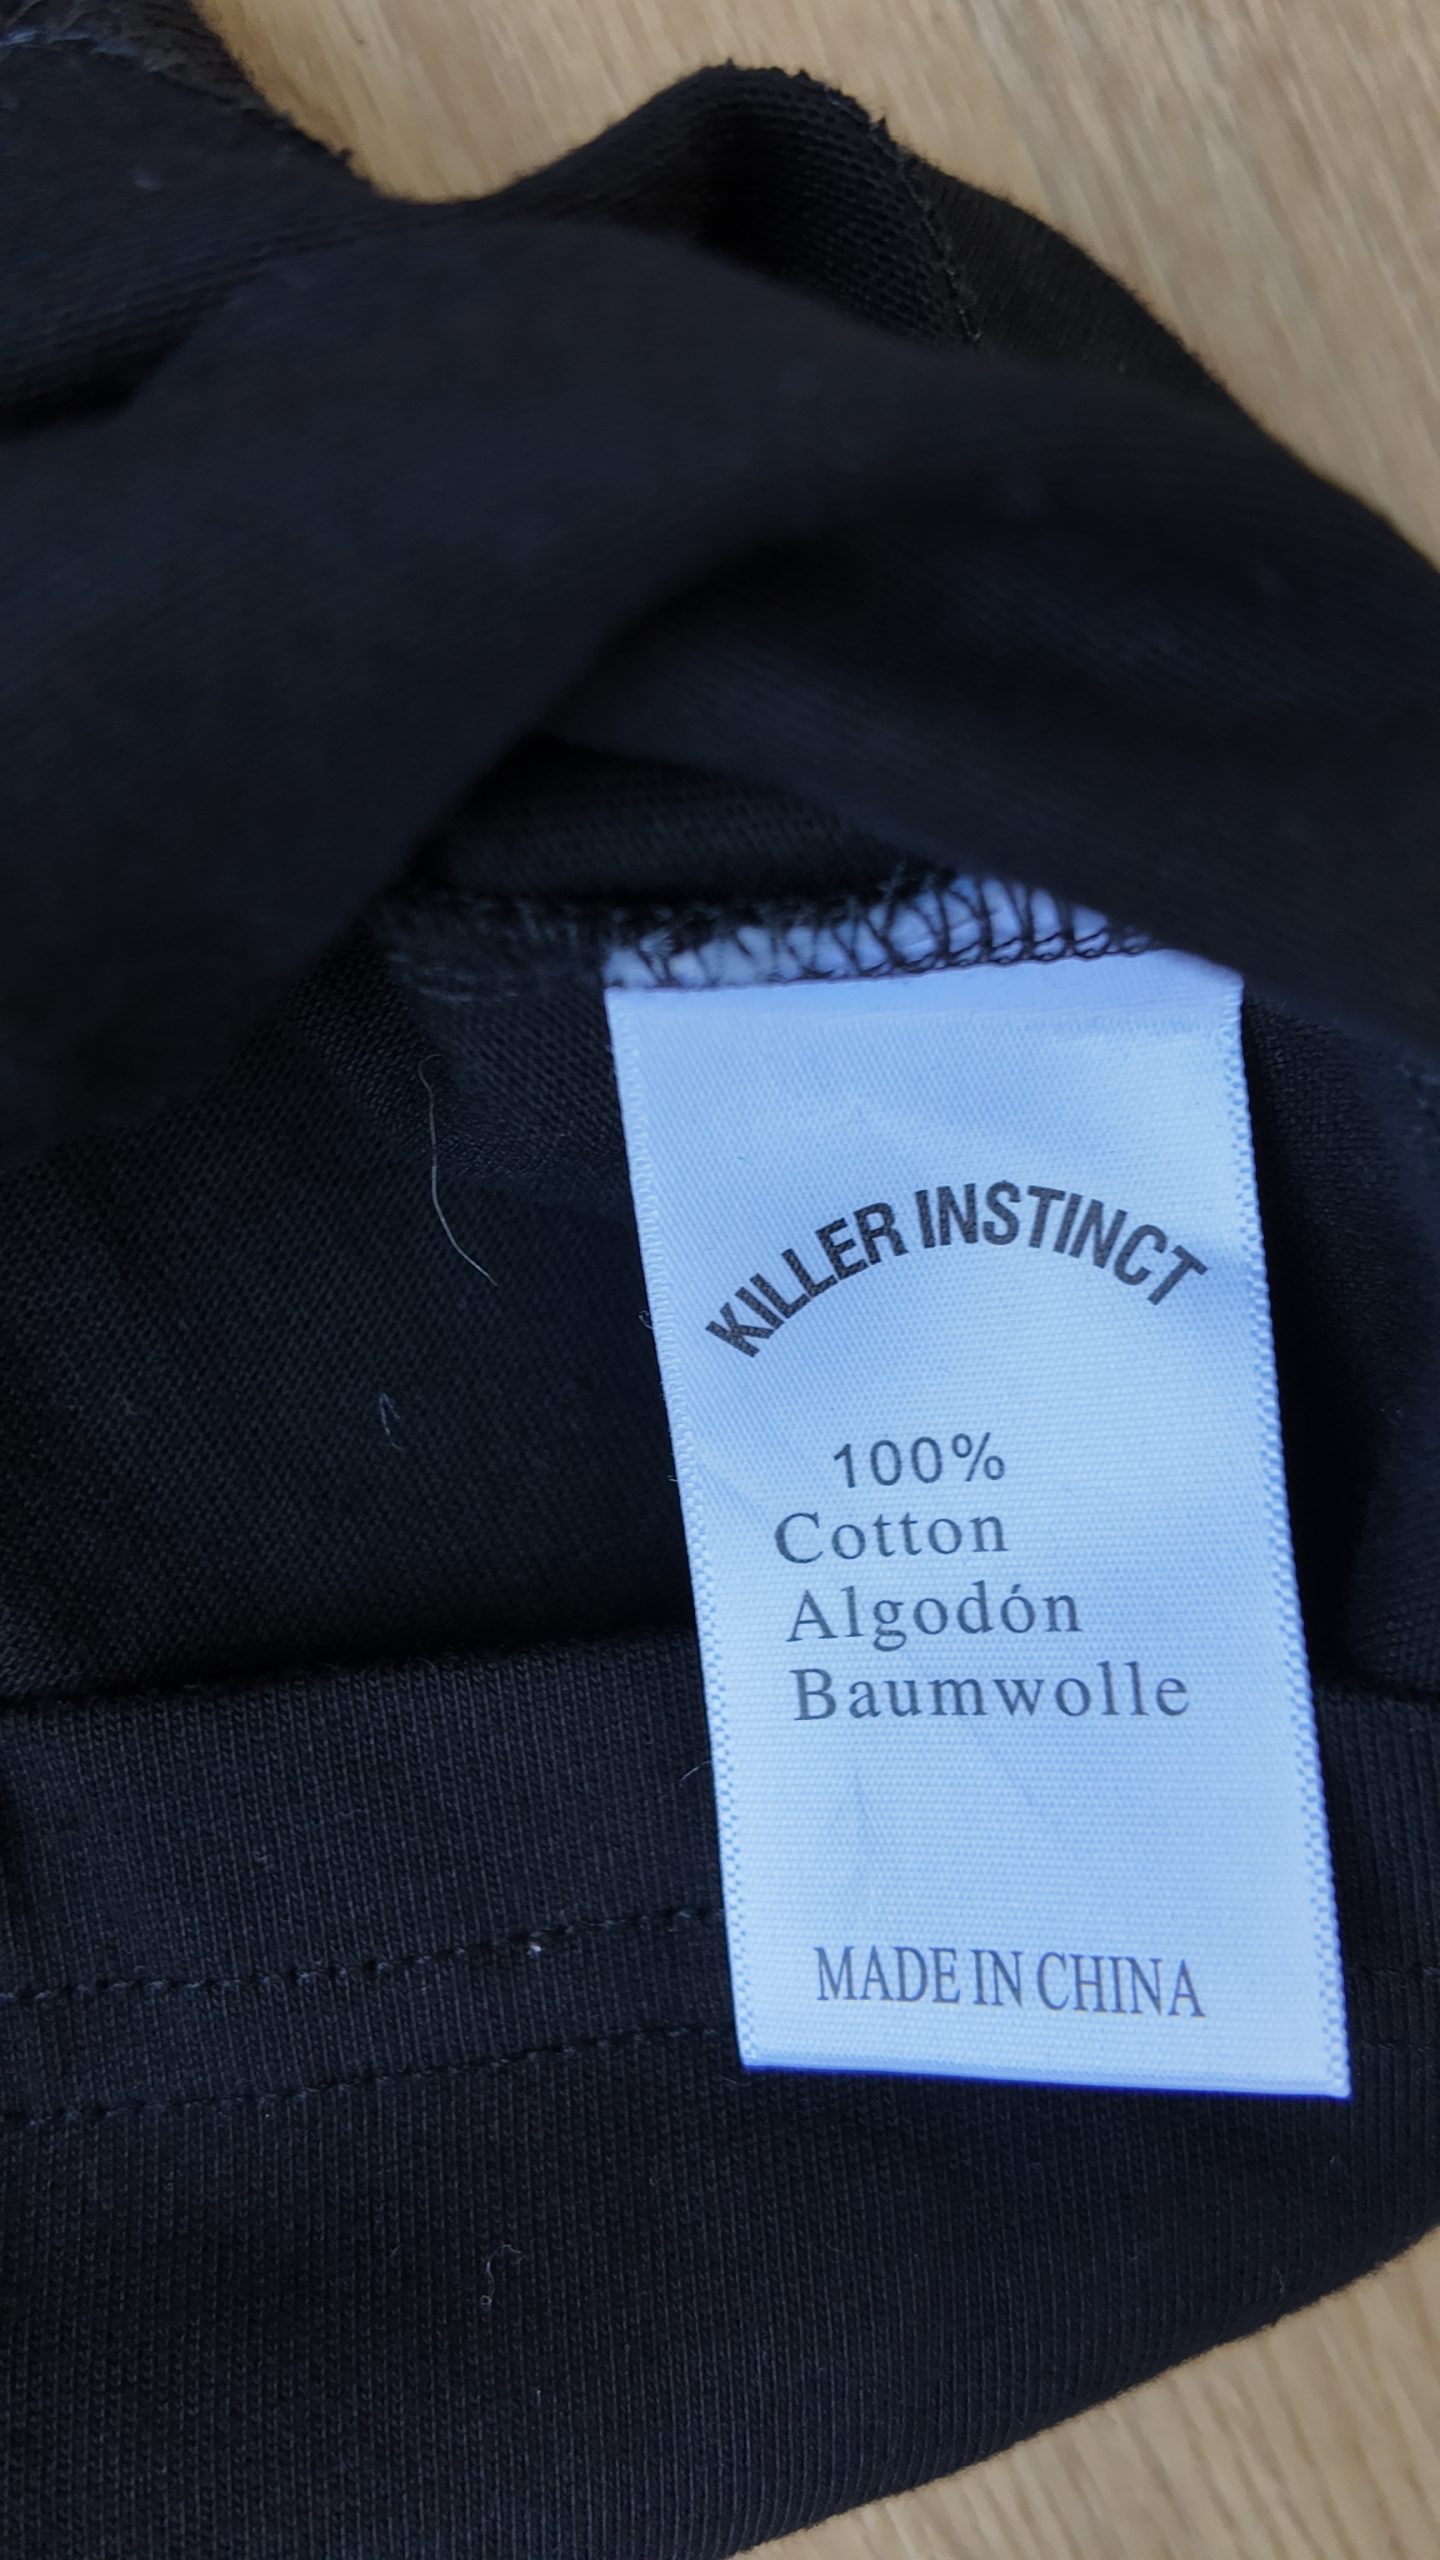 KILLER INSTINCT
100%
Cotton
Algodón
Baumwolle
MADE IN CHINA